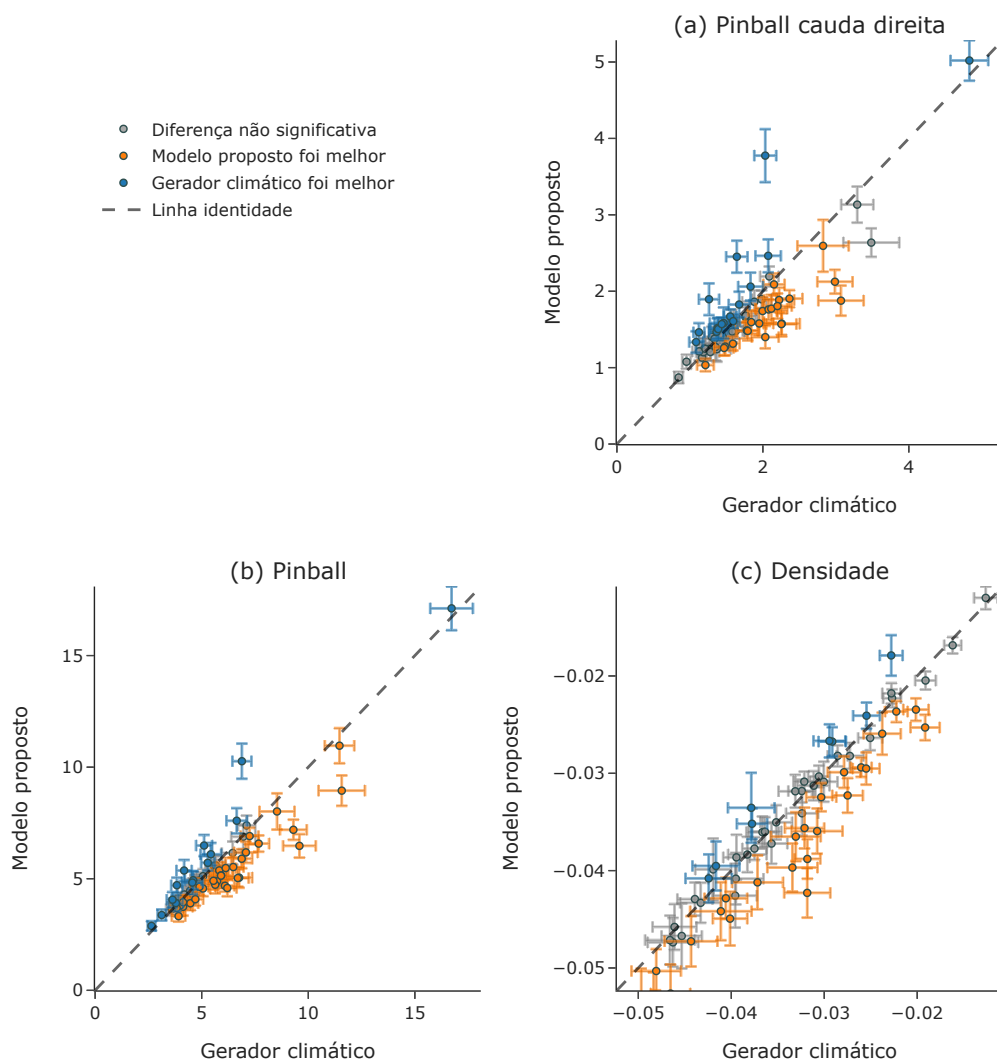 (a) Pinball cauda direita
Diferença não significativa
Modelo proposto foi melhor
Gerador climático foi melhor
Linha identidade
Modelo proposto
5
4
3
2
1
0
0 2 4
Gerador climático
(b) Pinball
Modelo proposto
15
10
5
0
0 5 10 15
Gerador climático
(c) Densidade
Modelo proposto
−0.02
−0.03
−0.04
−0.05
−0.05 −0.04 −0.03 −0.02
Gerador climático